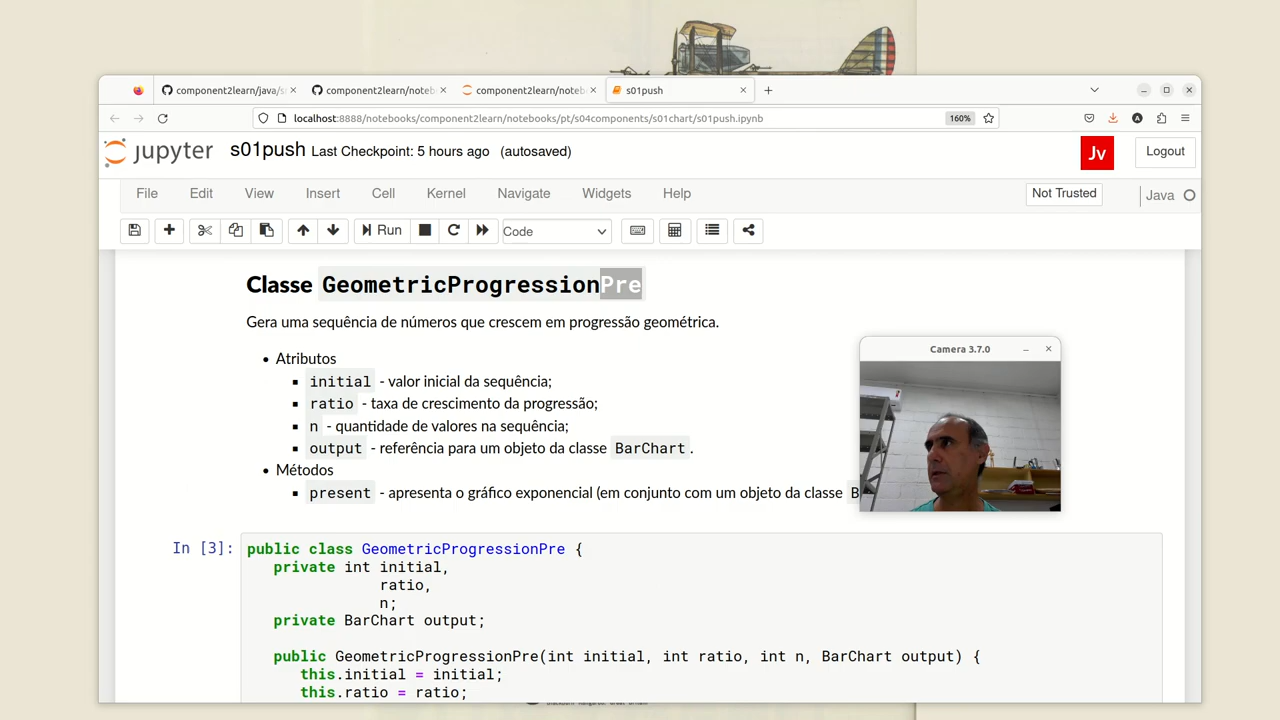 component2learn/java/s
component2learn/noteb
component2learn/noteb
s01push
localhost:8888/notebooks/component2learn/notebooks/pt/s04components/s01chart/s01push.ipynb
160%
jupyter s01push Last Checkpoint: 5 hours ago (autosaved)
Jv
Logout
File Edit View Insert Cell Kernel Navigate Widgets Help
Not Trusted
Java
Run
Code
Classe GeometricProgressionPre
Gera uma sequência de números que crescem em progressão geométrica.
Atributos
initial - valor inicial da sequência;
ratio - taxa de crescimento da progressão;
n - quantidade de valores na sequência;
output - referência para um objeto da classe BarChart.
Métodos
present - apresenta o gráfico exponencial (em conjunto com um objeto da classe B
Camera 3.7.0
In [3]:
public class GeometricProgressionPre {
private int initial,
ratio,
n;
private BarChart output;
public GeometricProgressionPre(int initial, int ratio, int n, BarChart output) {
this.initial = initial;
this.ratio = ratio;